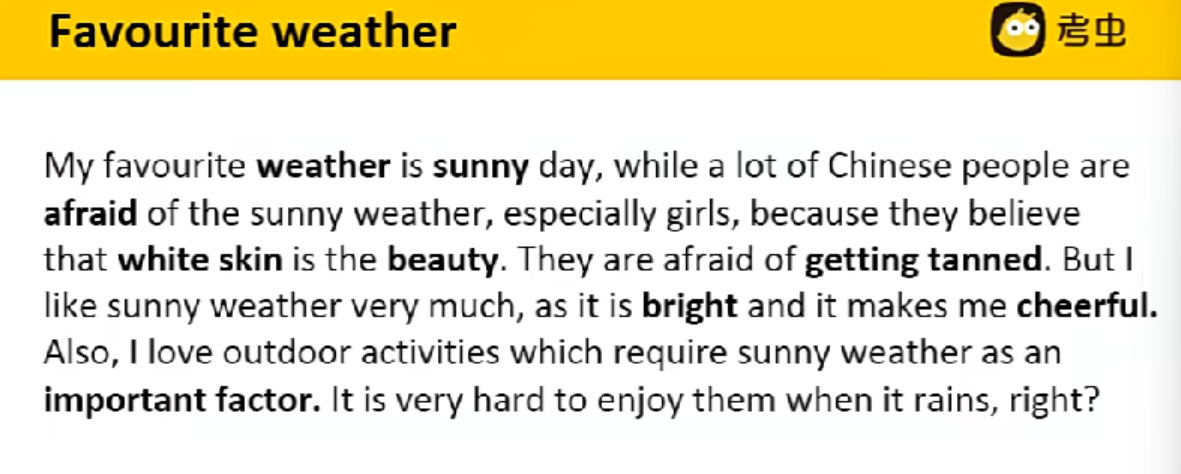 Favourite weather
考虫
My favourite weather is sunny day, while a lot of Chinese people are
afraid of the sunny weather, especially girls, because they believe
that white skin is the beauty. They are afraid of getting tanned. But I
like sunny weather very much, as it is bright and it makes me cheerful.
Also, I love outdoor activities which require sunny weather as an
important factor. It is very hard to enjoy them when it rains, right?